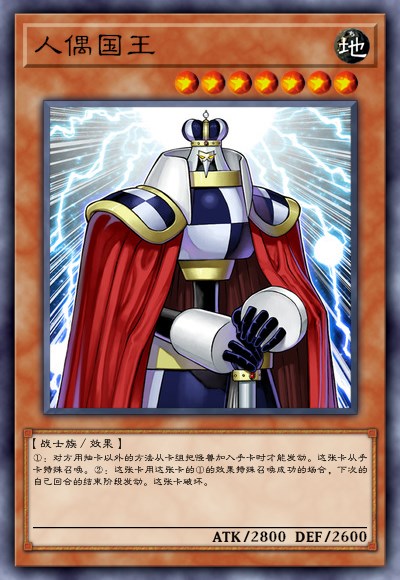 人偶国王
地
【战士族／效果】
①：对方用抽卡以外的方法从卡组把怪兽加入手卡时才能发动。这张卡从手
卡特殊召唤。②：这张卡用这张卡的①的效果特殊召唤成功的场合，下次的
自己回合的结束阶段发动。这张卡破坏。
ATK/2800 DEF/2600